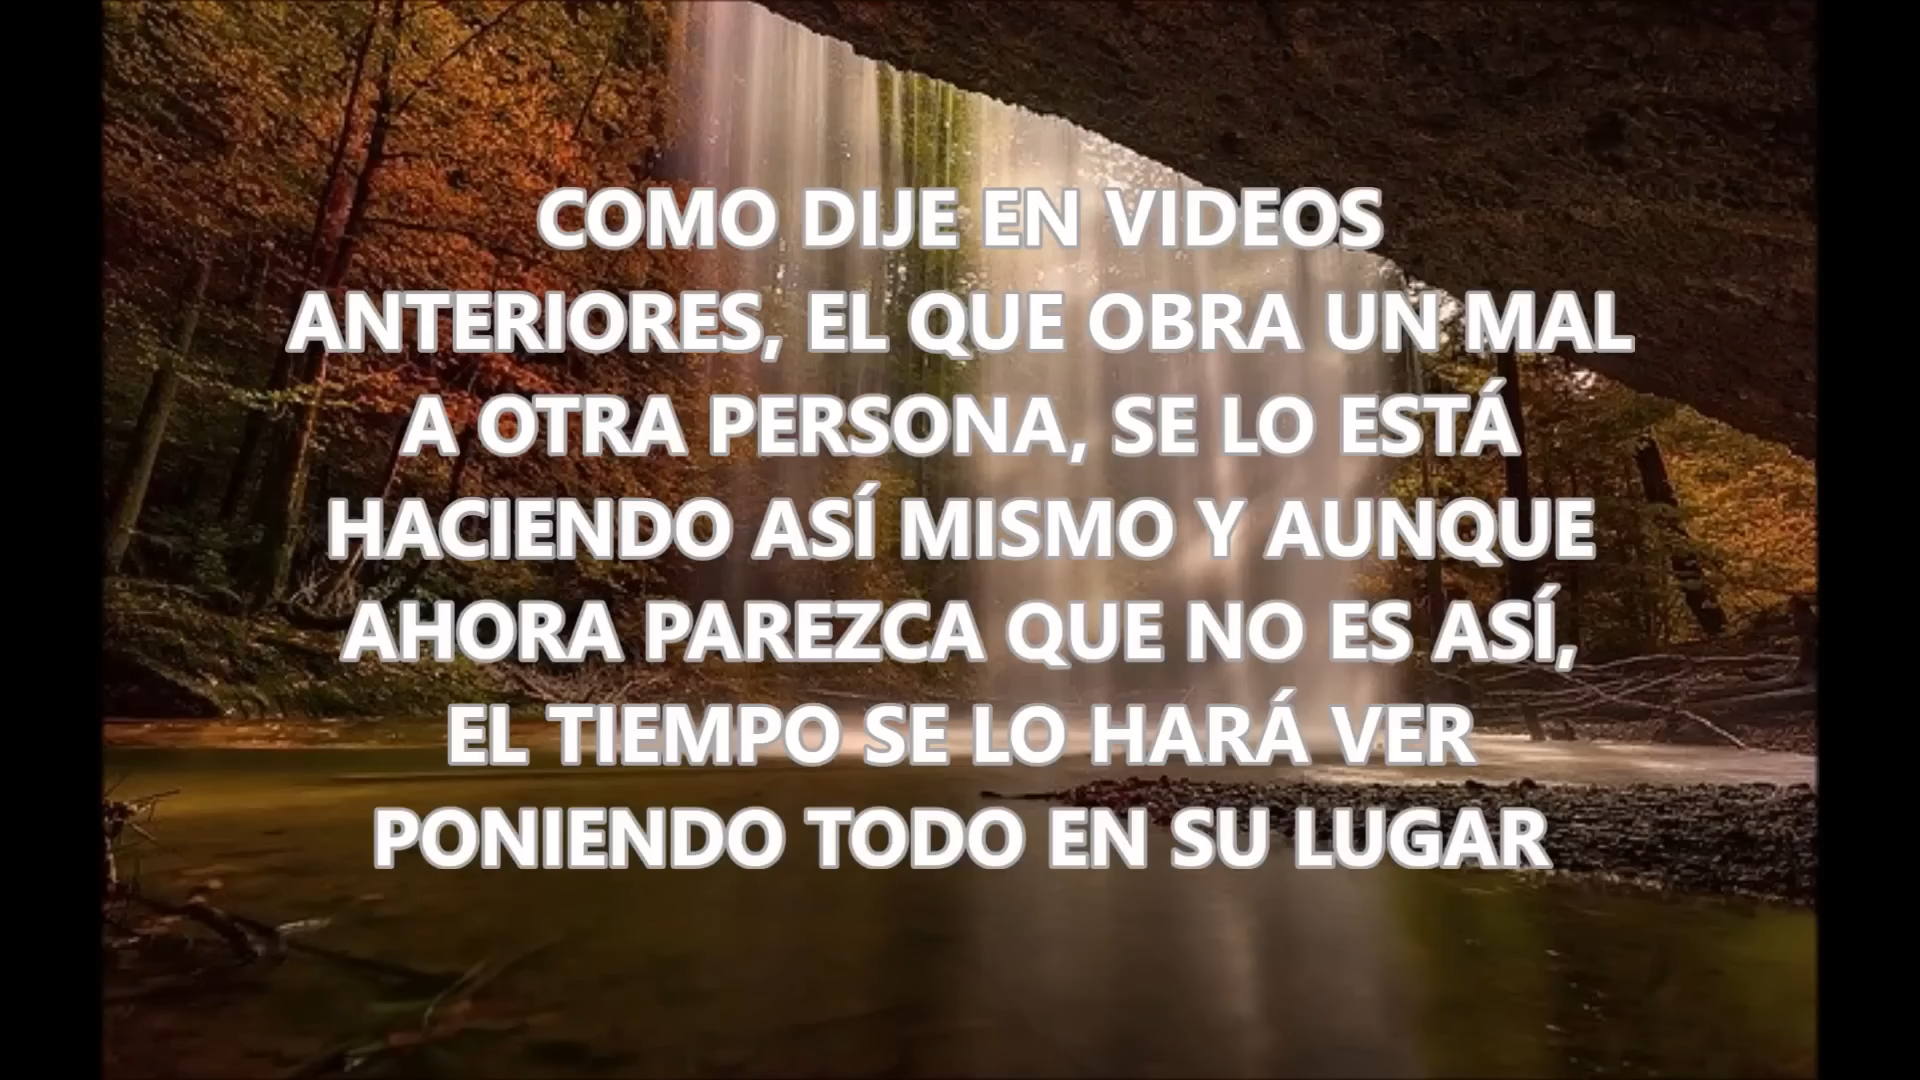 COMO DIJE EN VIDEOS
ANTERIORES, EL QUE OBRA UN MAL
A OTRA PERSONA, SE LO ESTÁ
HACIENDO ASÍ MISMO Y AUNQUE
AHORA PAREZCA QUE NO ES ASÍ,
EL TIEMPO SE LO HARÁ VER
PONIENDO TODO EN SU LUGAR